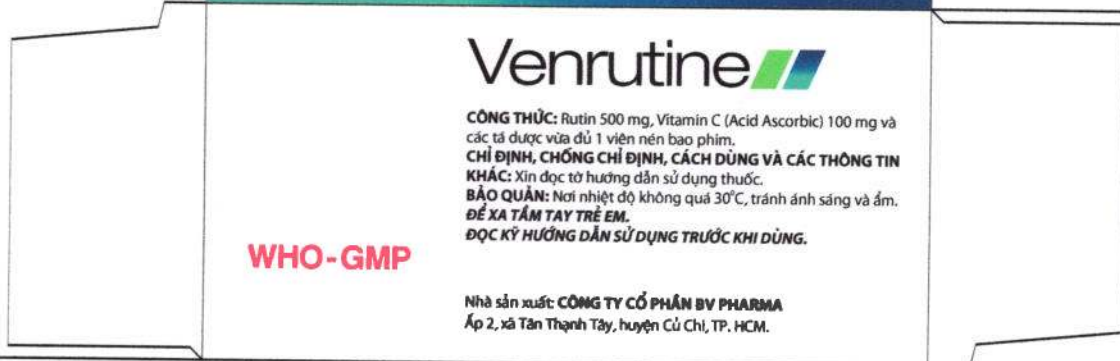 Venrutine
CÔNG THỨC: Rutin 500 mg, Vitamin C (Acid Ascorbic) 100 mg và
các tá dược vừa đủ 1 viên nén bao phim.
CHỈ ĐỊNH, CHỐNG CHỈ ĐỊNH, CÁCH DÙNG VÀ CÁC THÔNG TIN
KHÁC: Xin đọc tờ hướng dẫn sử dụng thuốc.
BẢO QUẢN: Nơi nhiệt độ không quá 30°C, tránh ánh sáng và ẩm.
ĐỂ XA TẦM TAY TRẺ EM.
ĐỌC KỸ HƯỚNG DẪN SỬ DỤNG TRƯỚC KHI DÙNG.
WHO-GMP
Nhà sản xuất: CÔNG TY CỔ PHẦN BV PHARMA
Ấp 2, xã Tân Thạnh Tây, huyện Củ Chi, TP. HCM.